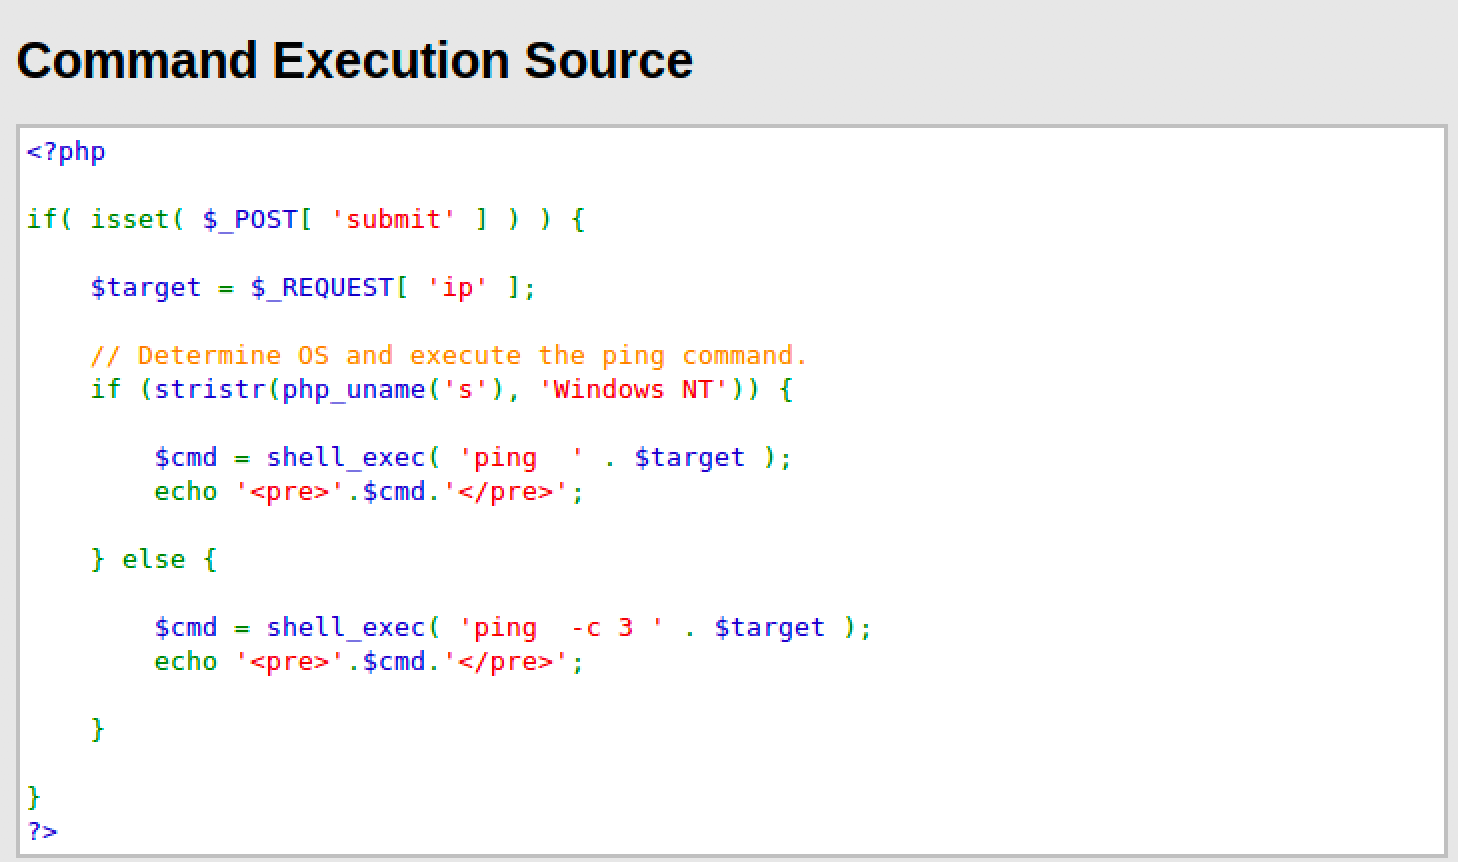 Command Execution Source
<?php
if( isset( $_POST[ 'submit' ] ) ) {
    $target = $_REQUEST[ 'ip' ];
    // Determine OS and execute the ping command.
    if (stristr(php_uname('s'), 'Windows NT')) {
        $cmd = shell_exec( 'ping  ' . $target );
        echo '<pre>'.$cmd.'</pre>';
    } else {
        $cmd = shell_exec( 'ping  -c 3 ' . $target );
        echo '<pre>'.$cmd.'</pre>';
    }
}
?>